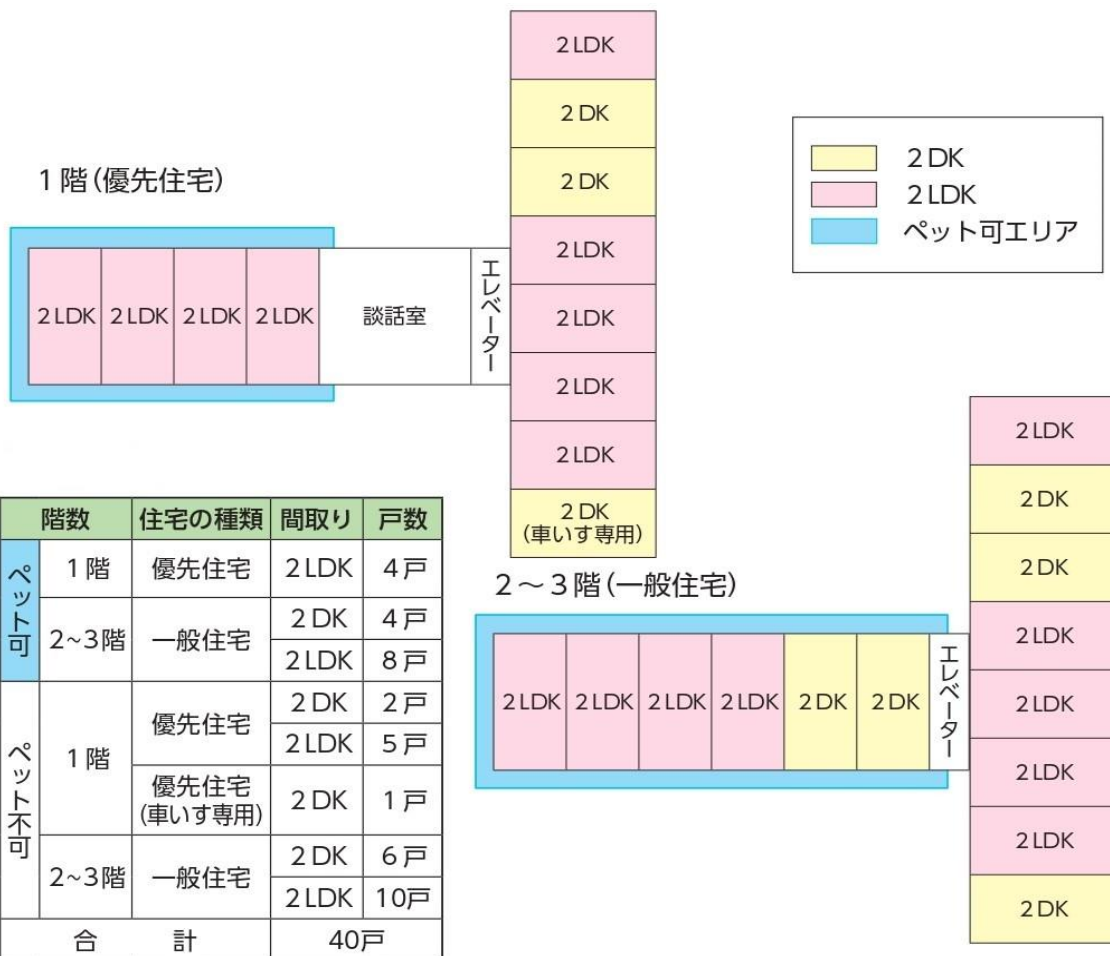 1階(優先住宅)
2LDK 2LDK 2LDK 2LDK 談話室 エレベーター
2LDK
2DK
2DK
2LDK
2LDK
2LDK
2LDK
2DK
(車いす専用)
2DK
2LDK
ペット可エリア
2～3階(一般住宅)
2LDK 2LDK 2LDK 2LDK 2DK 2DK エレベーター
2LDK
2DK
2DK
2LDK
2LDK
2LDK
2LDK
2DK
階数 住宅の種類 間取り 戸数
ペット可
1階 優先住宅 2LDK 4戸
2~3階 一般住宅 2DK 4戸
2LDK 8戸
ペット不可
1階 優先住宅 2DK 2戸
2LDK 5戸
優先住宅
(車いす専用) 2DK 1戸
2~3階 一般住宅 2DK 6戸
2LDK 10戸
合計 40戸